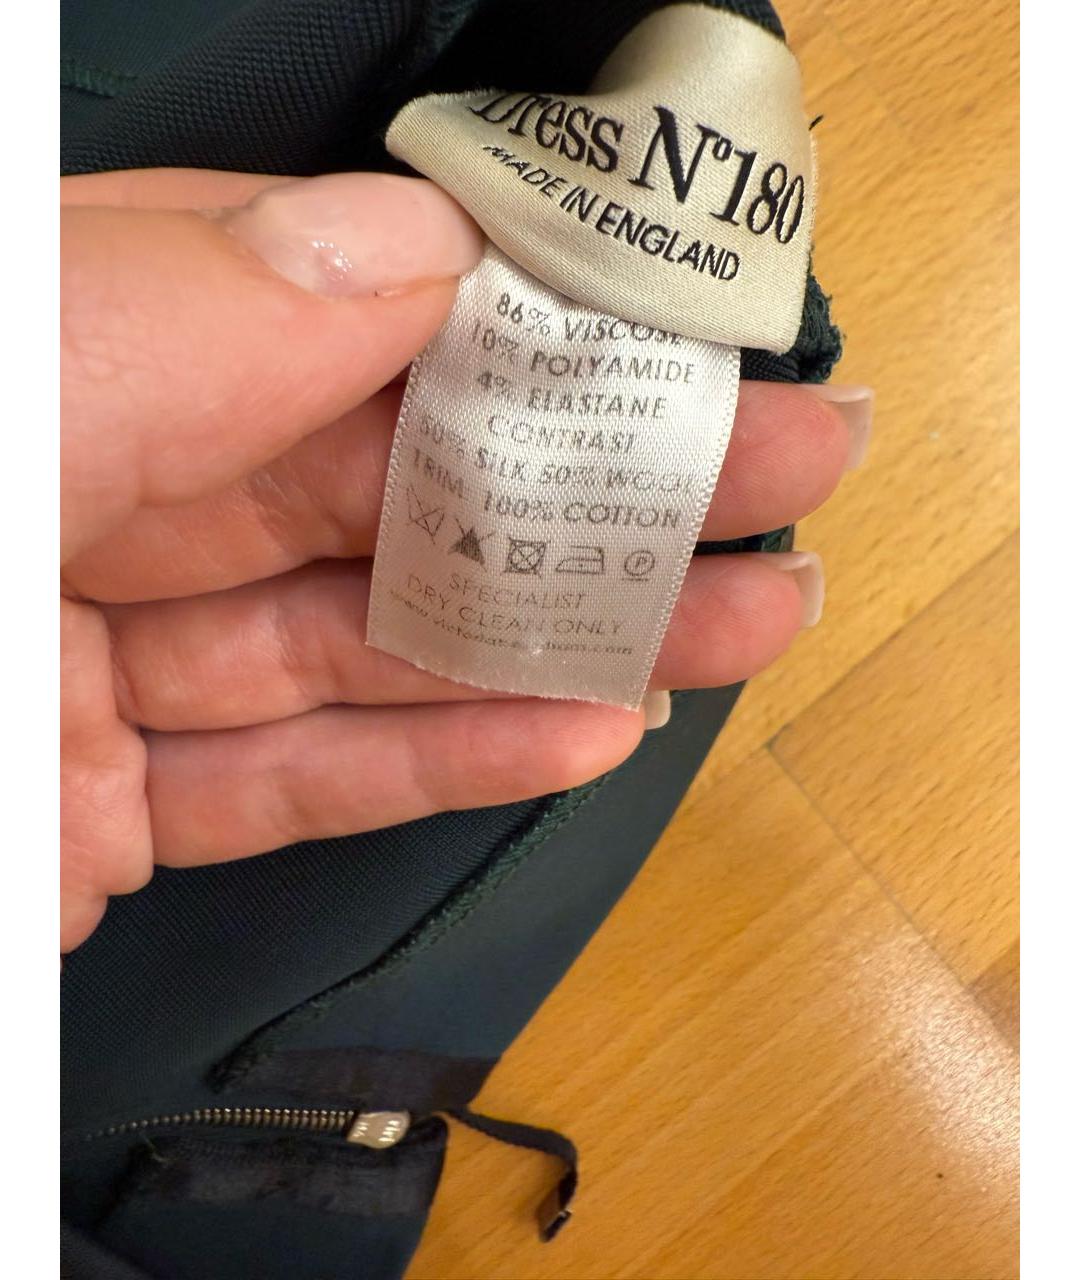 Dress Nº180
MADE IN ENGLAND
86% VISCOSE
10% POLYAMIDE
4% ELASTANE
CONTRAST
50% SILK 50% WOOL
TRIM 100% COTTON
P
SPECIALIST
DRY CLEAN ONLY